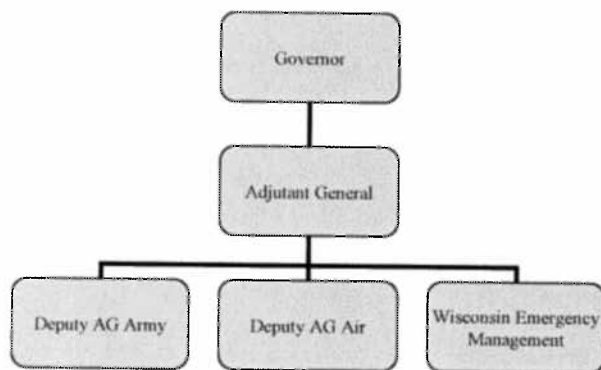 Governor
Adjutant General
Deputy AG Army
Deputy AG Air
Wisconsin Emergency
Management